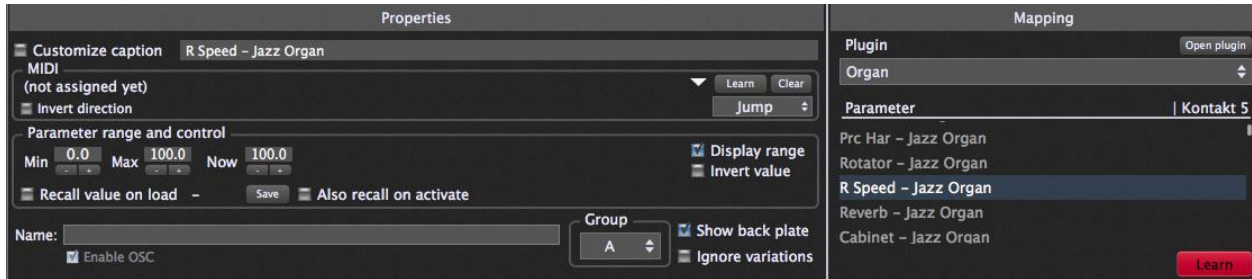 Properties
Customize caption R Speed – Jazz Organ
MIDI
(not assigned yet) Learn Clear
Invert direction Jump
Parameter range and control
Min 0.0 Max 100.0 Now 100.0 Display range
- + - + - + Invert value
Recall value on load – Save Also recall on activate
Name: Group Show back plate
Enable OSC A Ignore variations
Mapping
Plugin Open plugin
Organ
Parameter | Kontakt 5
Prc Har – Jazz Organ
Rotator – Jazz Organ
R Speed – Jazz Organ
Reverb – Jazz Organ
Cabinet – Jazz Organ
Learn